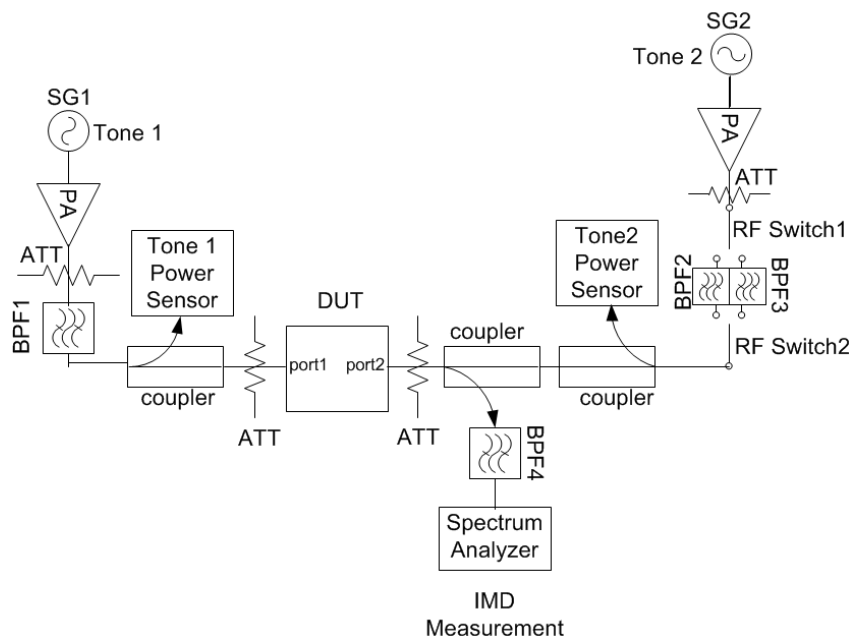 SG1
Tone 1
PA
ATT
BPF1
Tone 1
Power
Sensor
coupler
ATT
DUT
port1
port2
ATT
coupler
BPF4
Spectrum
Analyzer
IMD
Measurement
Tone2
Power
Sensor
coupler
SG2
Tone 2
PA
ATT
RF Switch1
BPF2
BPF3
RF Switch2